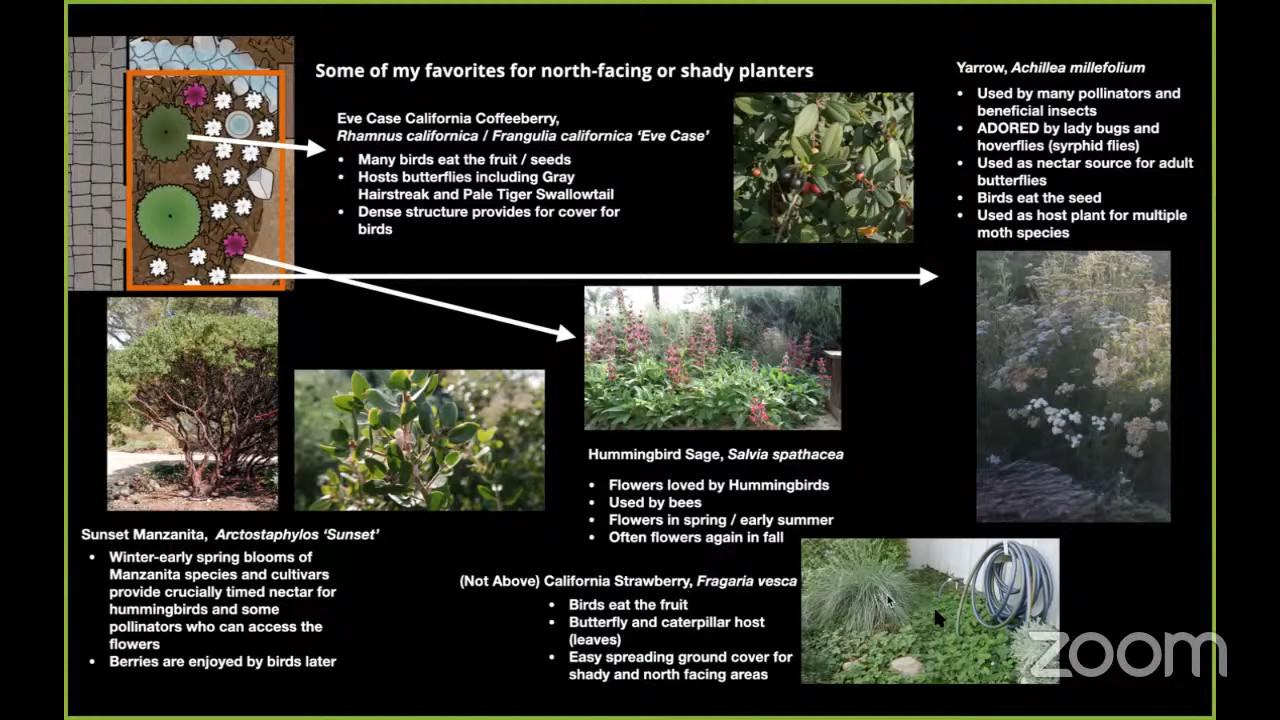 Some of my favorites for north-facing or shady planters
Eve Case California Coffeeberry,
Rhamnus californica / Frangulia californica ‘Eve Case’
• Many birds eat the fruit / seeds
• Hosts butterflies including Gray
Hairstreak and Pale Tiger Swallowtail
• Dense structure provides for cover for
birds
Yarrow, Achillea millefolium
• Used by many pollinators and
beneficial insects
• ADORED by lady bugs and
hoverflies (syrphid flies)
• Used as nectar source for adult
butterflies
• Birds eat the seed
• Used as host plant for multiple
moth species
Sunset Manzanita, Arctostaphylos ‘Sunset’
• Winter-early spring blooms of
Manzanita species and cultivars
provide crucially timed nectar for
hummingbirds and some
pollinators who can access the
flowers
• Berries are enjoyed by birds later
Hummingbird Sage, Salvia spathacea
• Flowers loved by Hummingbirds
• Used by bees
• Flowers in spring / early summer
• Often flowers again in fall
(Not Above) California Strawberry, Fragaria vesca
• Birds eat the fruit
• Butterfly and caterpillar host
(leaves)
• Easy spreading ground cover for
shady and north facing areas
zoom